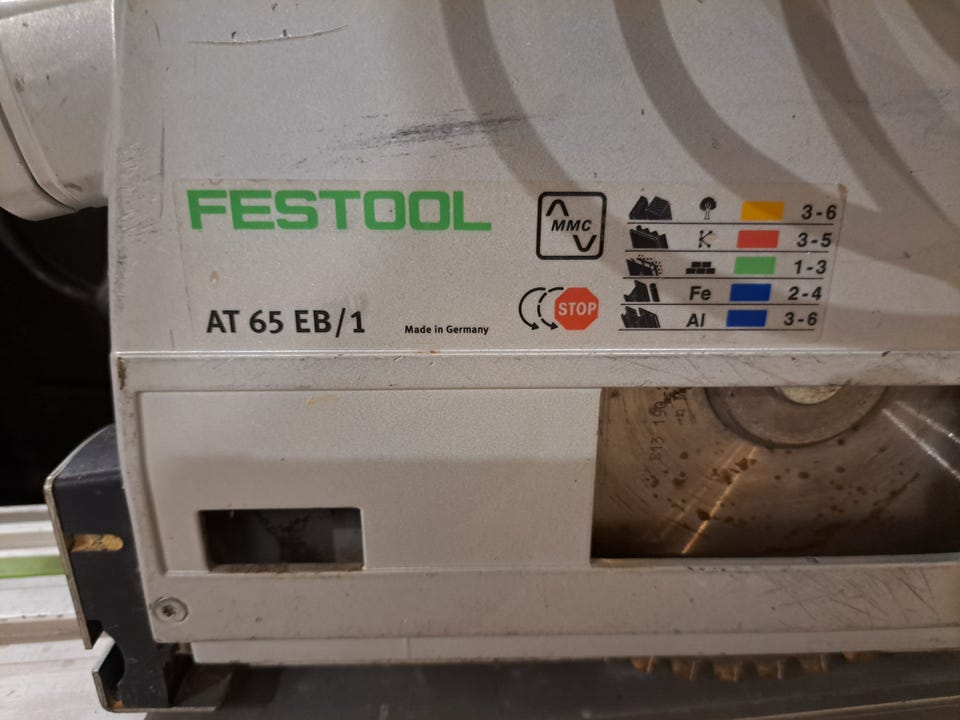 FESTOOL
MMC
3-6
K 3-5
1-3
STOP
Fe 2-4
AT 65 EB/1
Made in Germany
Al 3-6